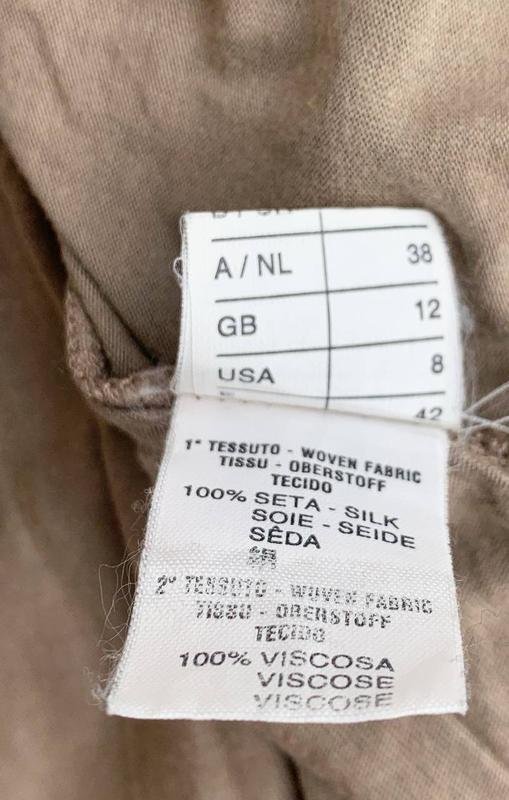 A / NL 38
GB 12
USA 8
42
1° TESSUTO - WOVEN FABRIC
TISSU - OBERSTOFF
TECIDO
100% SETA - SILK
SOIE - SEIDE
SÊDA
2° TESSUTO - WOVEN FABRIC
TISSU - OBERSTOFF
TECIDO
100% VISCOSA
VISCOSE
VISCOSE